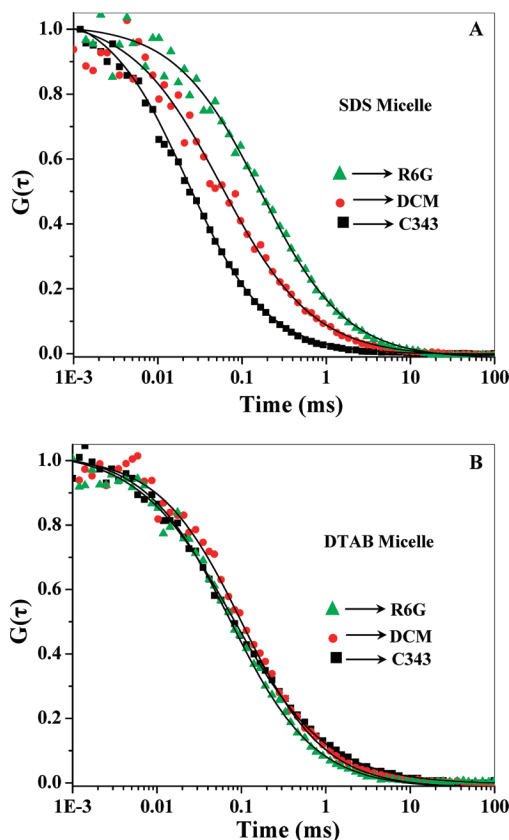 A
1.0
0.8
0.6
0.4
0.2
0.0
G(τ)
SDS Micelle
R6G
DCM
C343
1E-3 0.01 0.1 1 10 100
Time (ms)
B
1.0
0.8
0.6
0.4
0.2
0.0
G(τ)
DTAB Micelle
R6G
DCM
C343
1E-3 0.01 0.1 1 10 100
Time (ms)